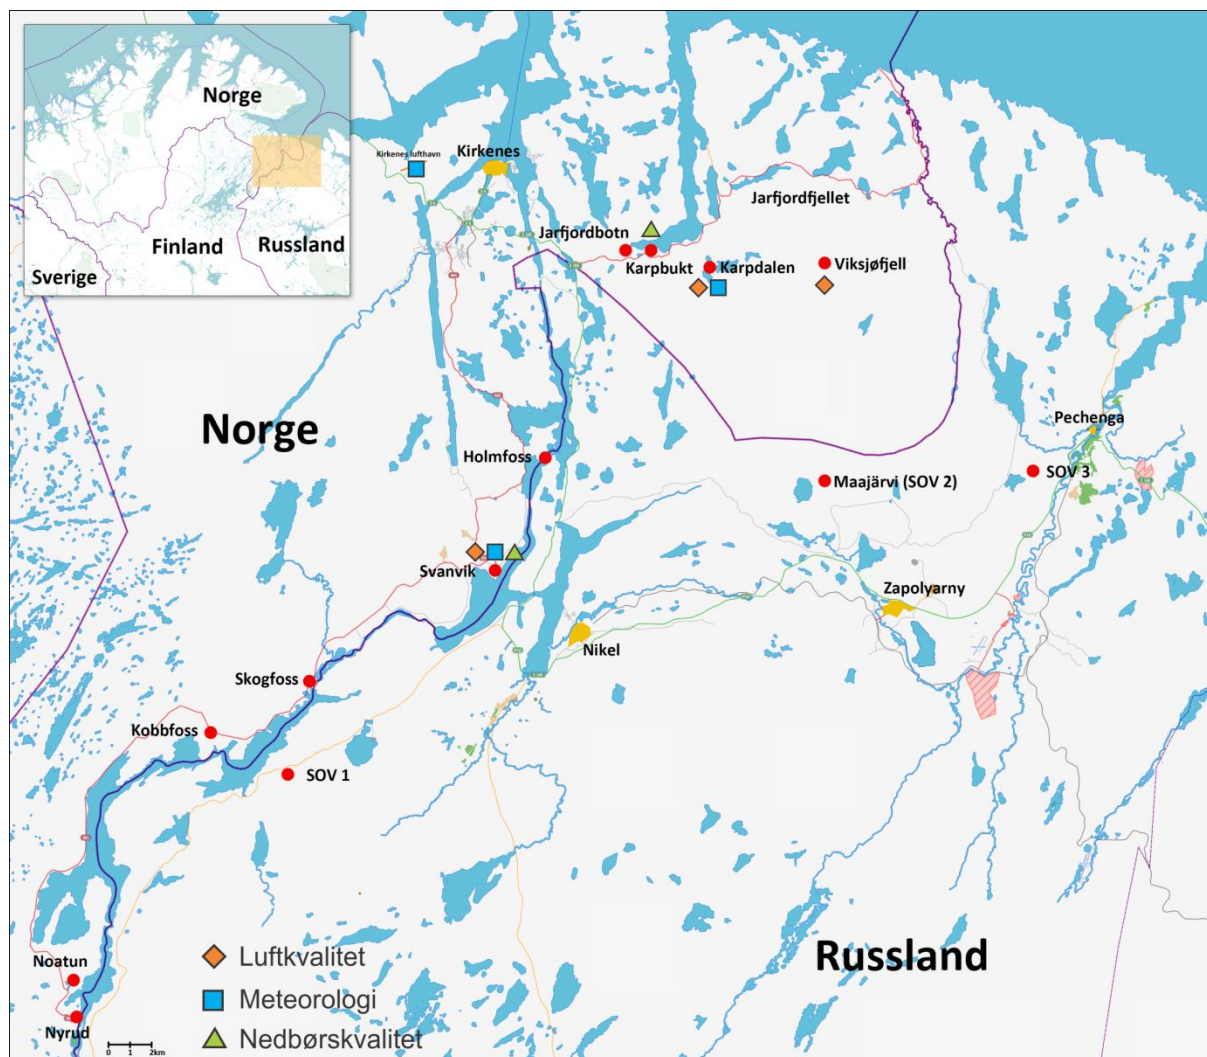 Norge
Finland
Russland
Sverige
Kirkenes lufthavn
Kirkenes
Jarfjordfjellet
Jarfjordbotn
Karpbukt
Karpdalen
Viksjøfjell
Norge
Pechenga
Holmfoss
Maajärvi (SOV 2)
SOV 3
Svanvik
Zapolyarny
Nikel
Skogfoss
Kobbfoss
SOV 1
Noatun
Nyrud
Russland
Luftkvalitet
Meteorologi
Nedbørskvalitet
0 1 2km